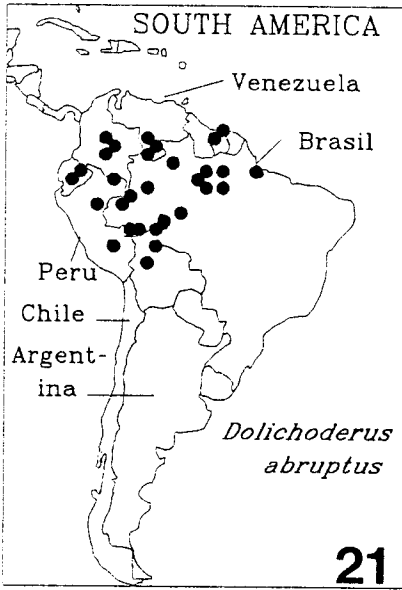 SOUTH AMERICA
Venezuela
Brasil
Peru
Chile
Argent-
ina
Dolichoderus
abruptus
21